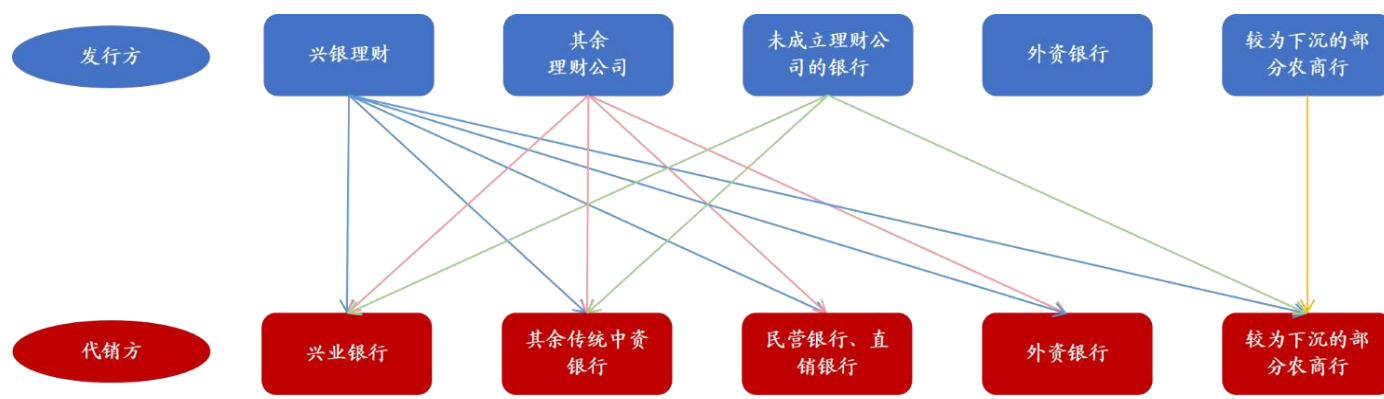 发行方
兴银理财
其余
理财公司
未成立理财公
司的银行
外资银行
较为下沉的部
分农商行
代销方
兴业银行
其余传统中资
银行
民营银行、直
销银行
外资银行
较为下沉的部
分农商行